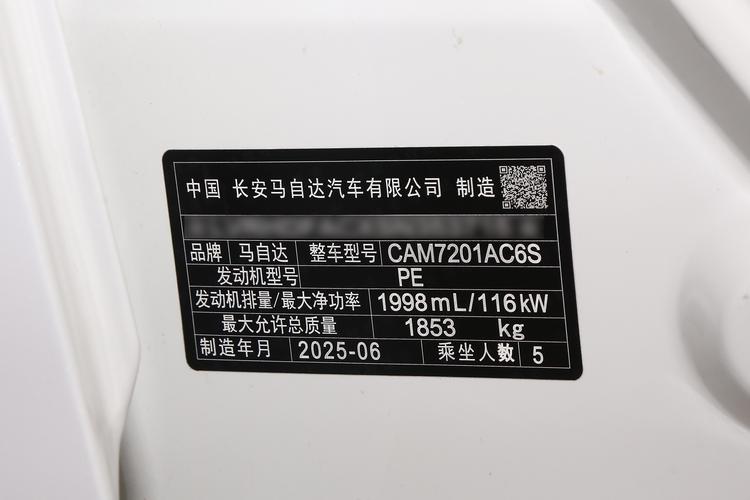 中国 长安马自达汽车有限公司 制造
品牌 马自达 整车型号 CAM7201AC6S
发动机型号 PE
发动机排量/最大净功率 1998mL/116kW
最大允许总质量 1853 kg
制造年月 2025-06 乘坐人数 5